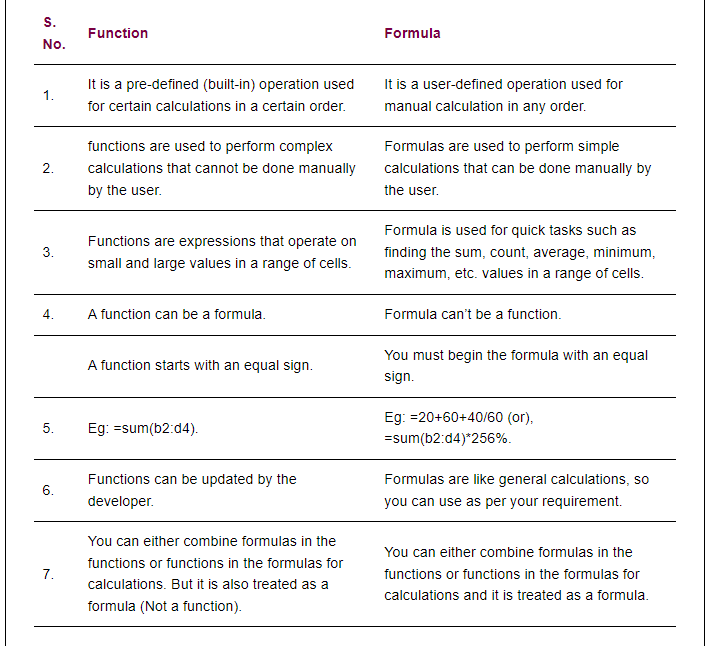 S.
No.
Function
Formula
1.
It is a pre-defined (built-in) operation used
for certain calculations in a certain order.
It is a user-defined operation used for
manual calculation in any order.
2.
functions are used to perform complex
calculations that cannot be done manually
by the user.
Formulas are used to perform simple
calculations that can be done manually by
the user.
3.
Functions are expressions that operate on
small and large values in a range of cells.
Formula is used for quick tasks such as
finding the sum, count, average, minimum,
maximum, etc. values in a range of cells.
4.
A function can be a formula.
Formula can’t be a function.
A function starts with an equal sign.
You must begin the formula with an equal
sign.
5.
Eg: =sum(b2:d4).
Eg: =20+60+40/60 (or),
=sum(b2:d4)*256%.
6.
Functions can be updated by the
developer.
Formulas are like general calculations, so
you can use as per your requirement.
7.
You can either combine formulas in the
functions or functions in the formulas for
calculations. But it is also treated as a
formula (Not a function).
You can either combine formulas in the
functions or functions in the formulas for
calculations and it is treated as a formula.